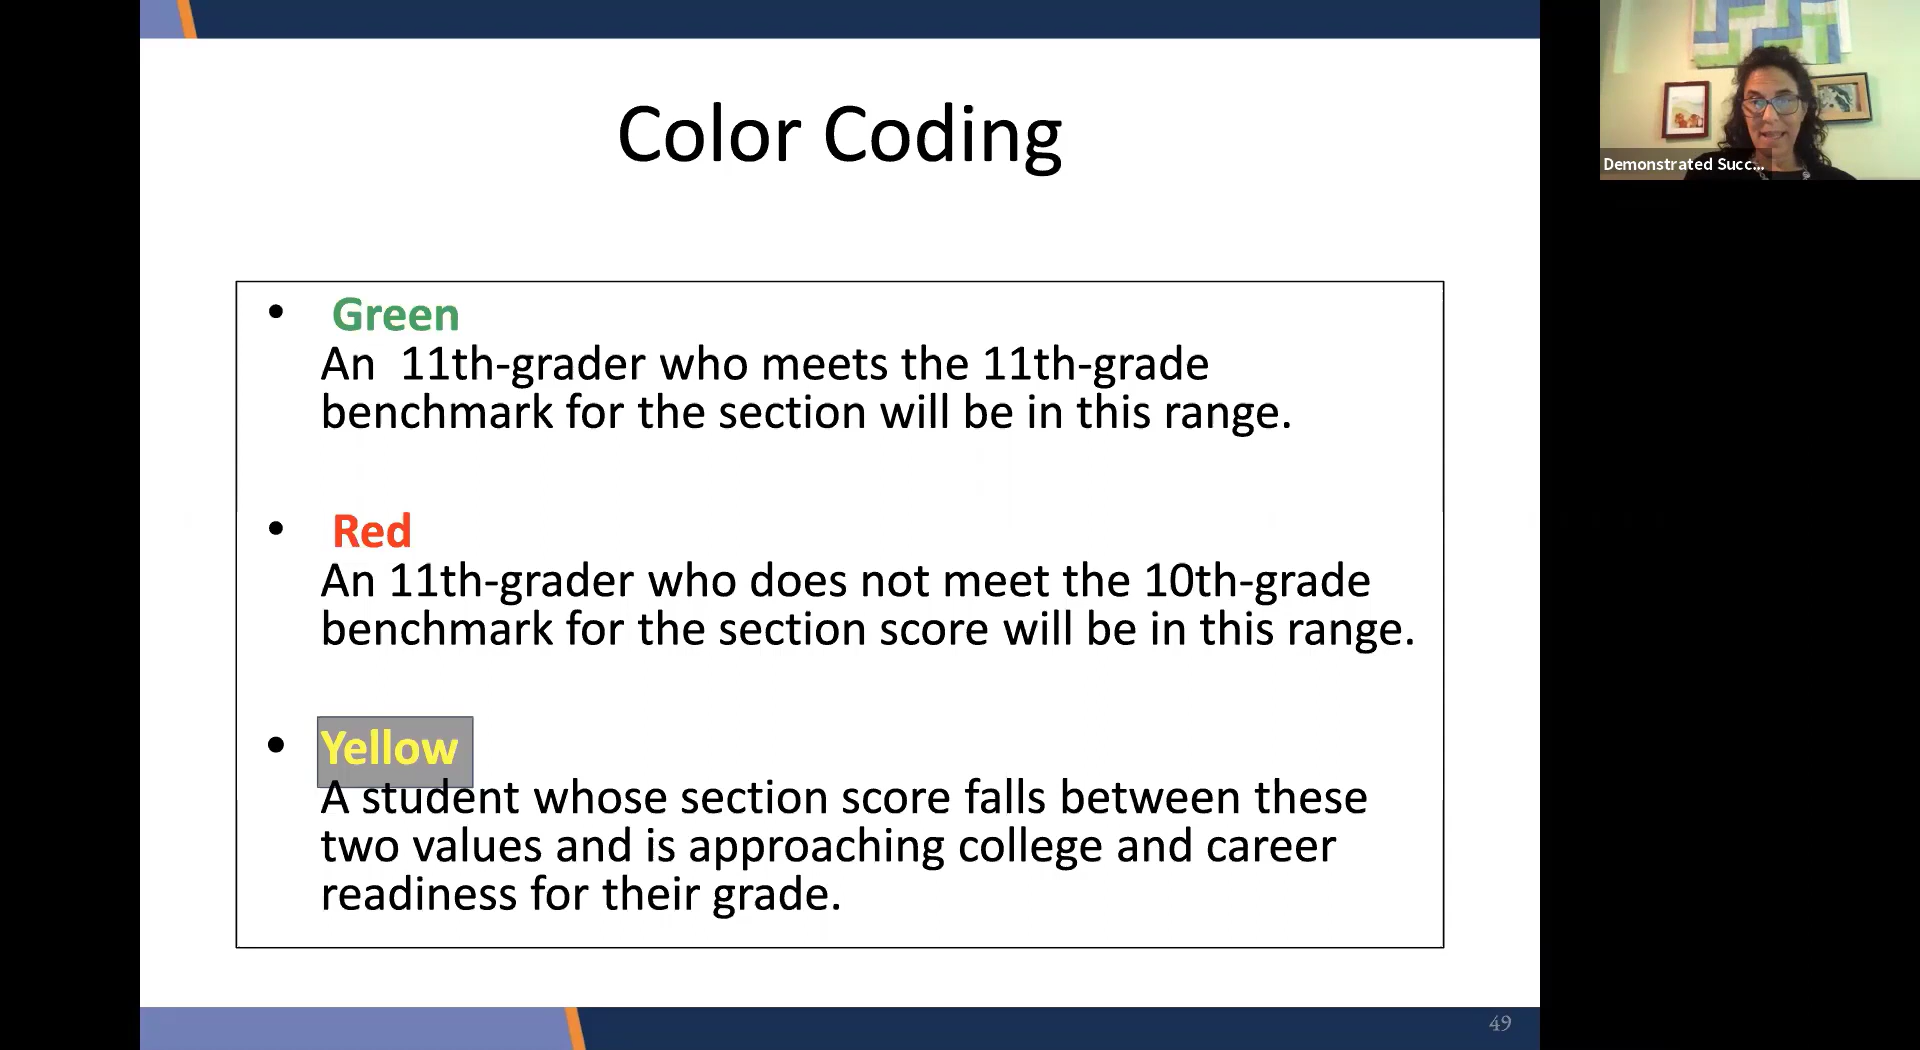 Color Coding
Demonstrated Succ...
• Green
An 11th-grader who meets the 11th-grade
benchmark for the section will be in this range.
• Red
An 11th-grader who does not meet the 10th-grade
benchmark for the section score will be in this range.
• Yellow
A student whose section score falls between these
two values and is approaching college and career
readiness for their grade.
49